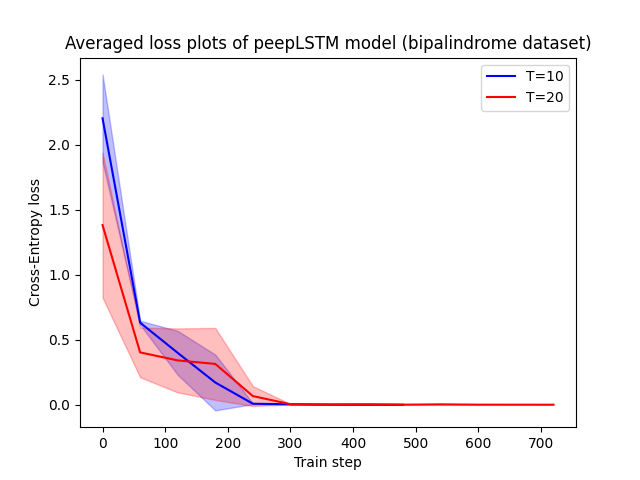 Averaged loss plots of peepLSTM model (bipalindrome dataset)
T=10
T=20
Cross-Entropy loss
2.5
2.0
1.5
1.0
0.5
0.0
0 100 200 300 400 500 600 700
Train step